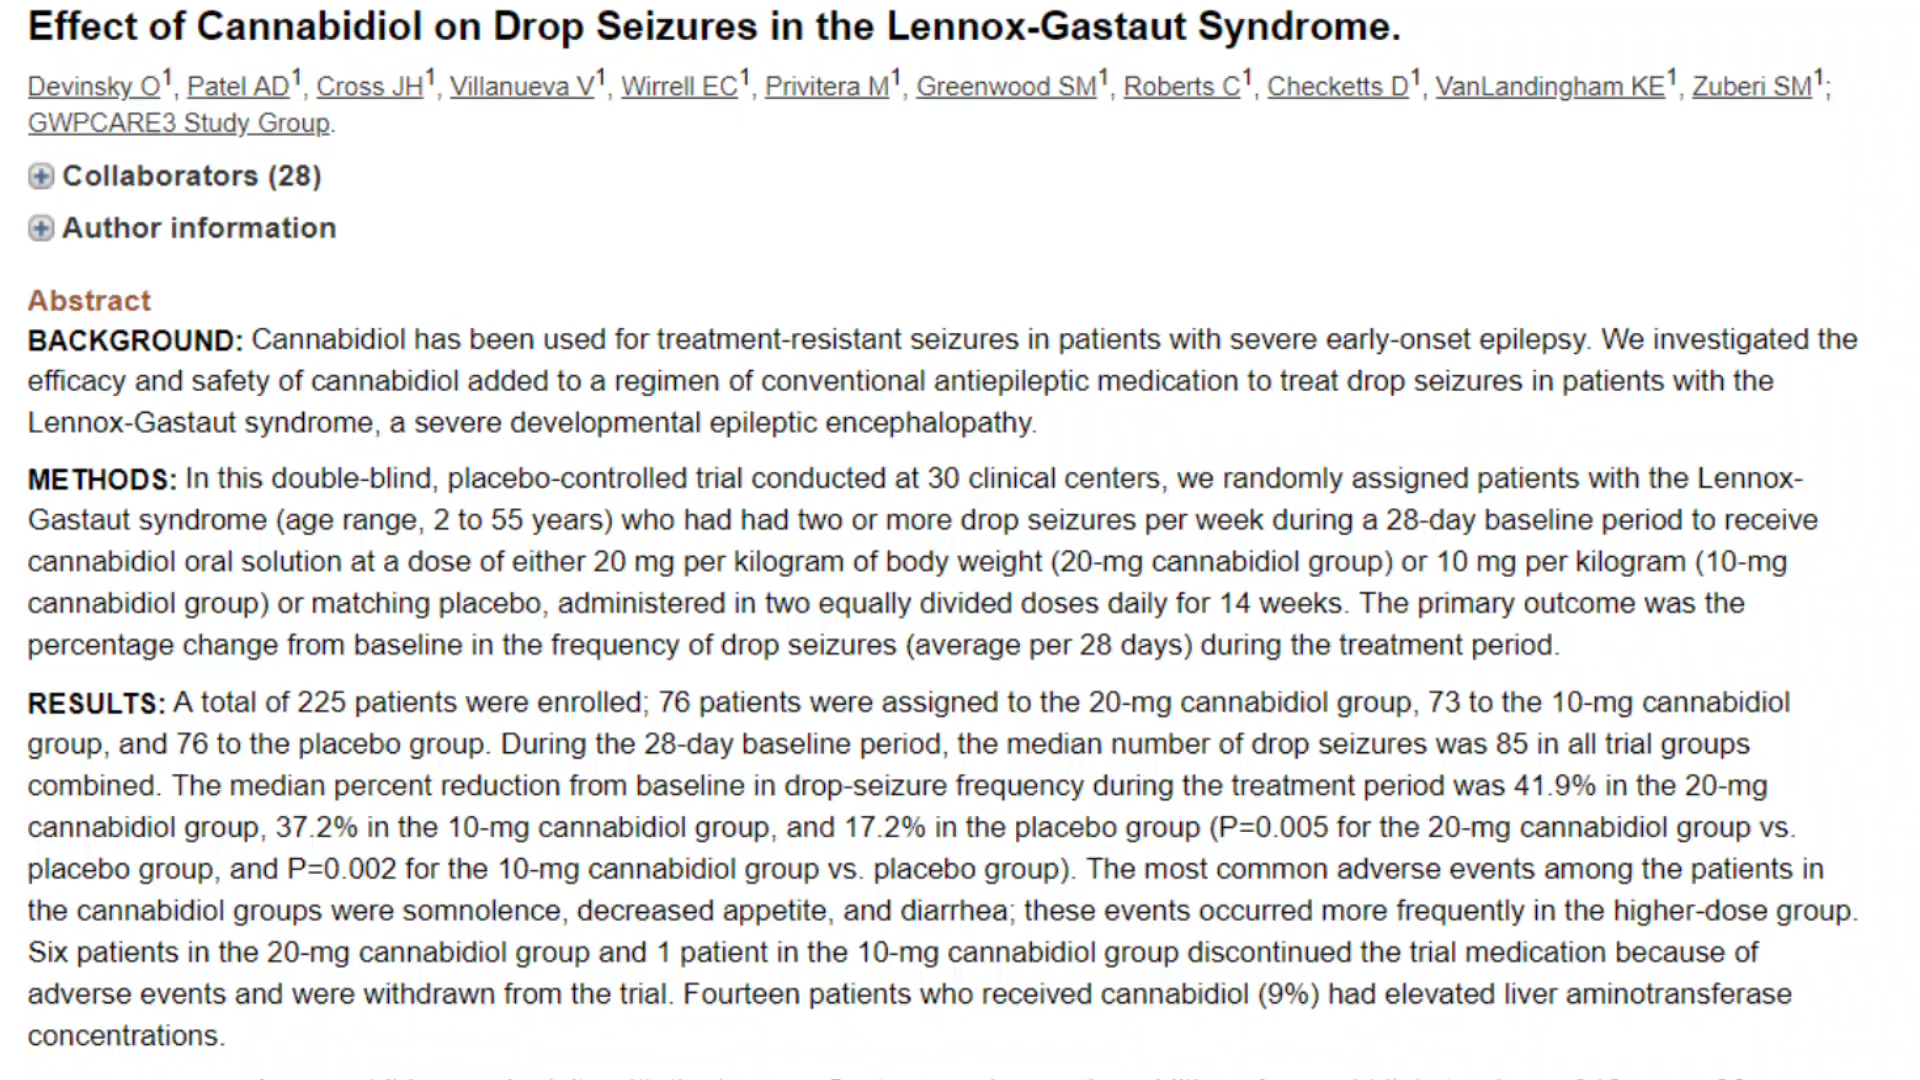 Effect of Cannabidiol on Drop Seizures in the Lennox-Gastaut Syndrome.
Devinsky O1, Patel AD1, Cross JH1, Villanueva V1, Wirrell EC1, Privitera M1, Greenwood SM1, Roberts C1, Checketts D1, VanLandingham KE1, Zuberi SM1;
GWPCARE3 Study Group.
Collaborators (28)
Author information
Abstract
BACKGROUND: Cannabidiol has been used for treatment-resistant seizures in patients with severe early-onset epilepsy. We investigated the
efficacy and safety of cannabidiol added to a regimen of conventional antiepileptic medication to treat drop seizures in patients with the
Lennox-Gastaut syndrome, a severe developmental epileptic encephalopathy.
METHODS: In this double-blind, placebo-controlled trial conducted at 30 clinical centers, we randomly assigned patients with the Lennox-
Gastaut syndrome (age range, 2 to 55 years) who had had two or more drop seizures per week during a 28-day baseline period to receive
cannabidiol oral solution at a dose of either 20 mg per kilogram of body weight (20-mg cannabidiol group) or 10 mg per kilogram (10-mg
cannabidiol group) or matching placebo, administered in two equally divided doses daily for 14 weeks. The primary outcome was the
percentage change from baseline in the frequency of drop seizures (average per 28 days) during the treatment period.
RESULTS: A total of 225 patients were enrolled; 76 patients were assigned to the 20-mg cannabidiol group, 73 to the 10-mg cannabidiol
group, and 76 to the placebo group. During the 28-day baseline period, the median number of drop seizures was 85 in all trial groups
combined. The median percent reduction from baseline in drop-seizure frequency during the treatment period was 41.9% in the 20-mg
cannabidiol group, 37.2% in the 10-mg cannabidiol group, and 17.2% in the placebo group (P=0.005 for the 20-mg cannabidiol group vs.
placebo group, and P=0.002 for the 10-mg cannabidiol group vs. placebo group). The most common adverse events among the patients in
the cannabidiol groups were somnolence, decreased appetite, and diarrhea; these events occurred more frequently in the higher-dose group.
Six patients in the 20-mg cannabidiol group and 1 patient in the 10-mg cannabidiol group discontinued the trial medication because of
adverse events and were withdrawn from the trial. Fourteen patients who received cannabidiol (9%) had elevated liver aminotransferase
concentrations.